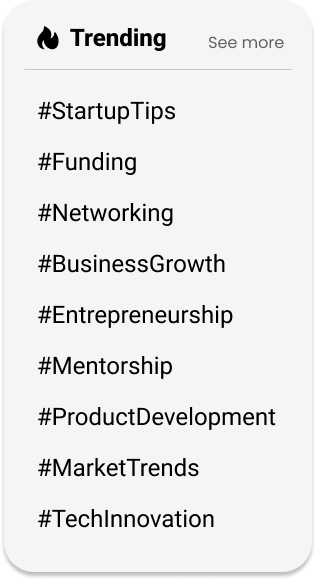 Trending
See more
#StartupTips
#Funding
#Networking
#BusinessGrowth
#Entrepreneurship
#Mentorship
#ProductDevelopment
#MarketTrends
#TechInnovation